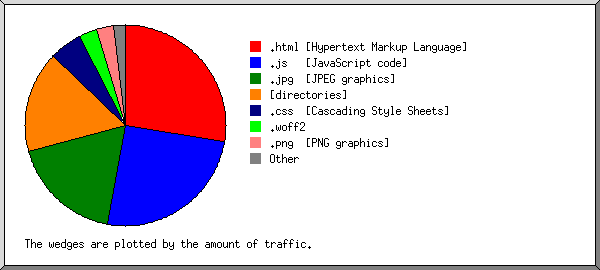 .html [Hypertext Markup Language]
.js [JavaScript code]
.jpg [JPEG graphics]
[directories]
.css [Cascading Style Sheets]
.woff2
.png [PNG graphics]
Other
The wedges are plotted by the amount of traffic.